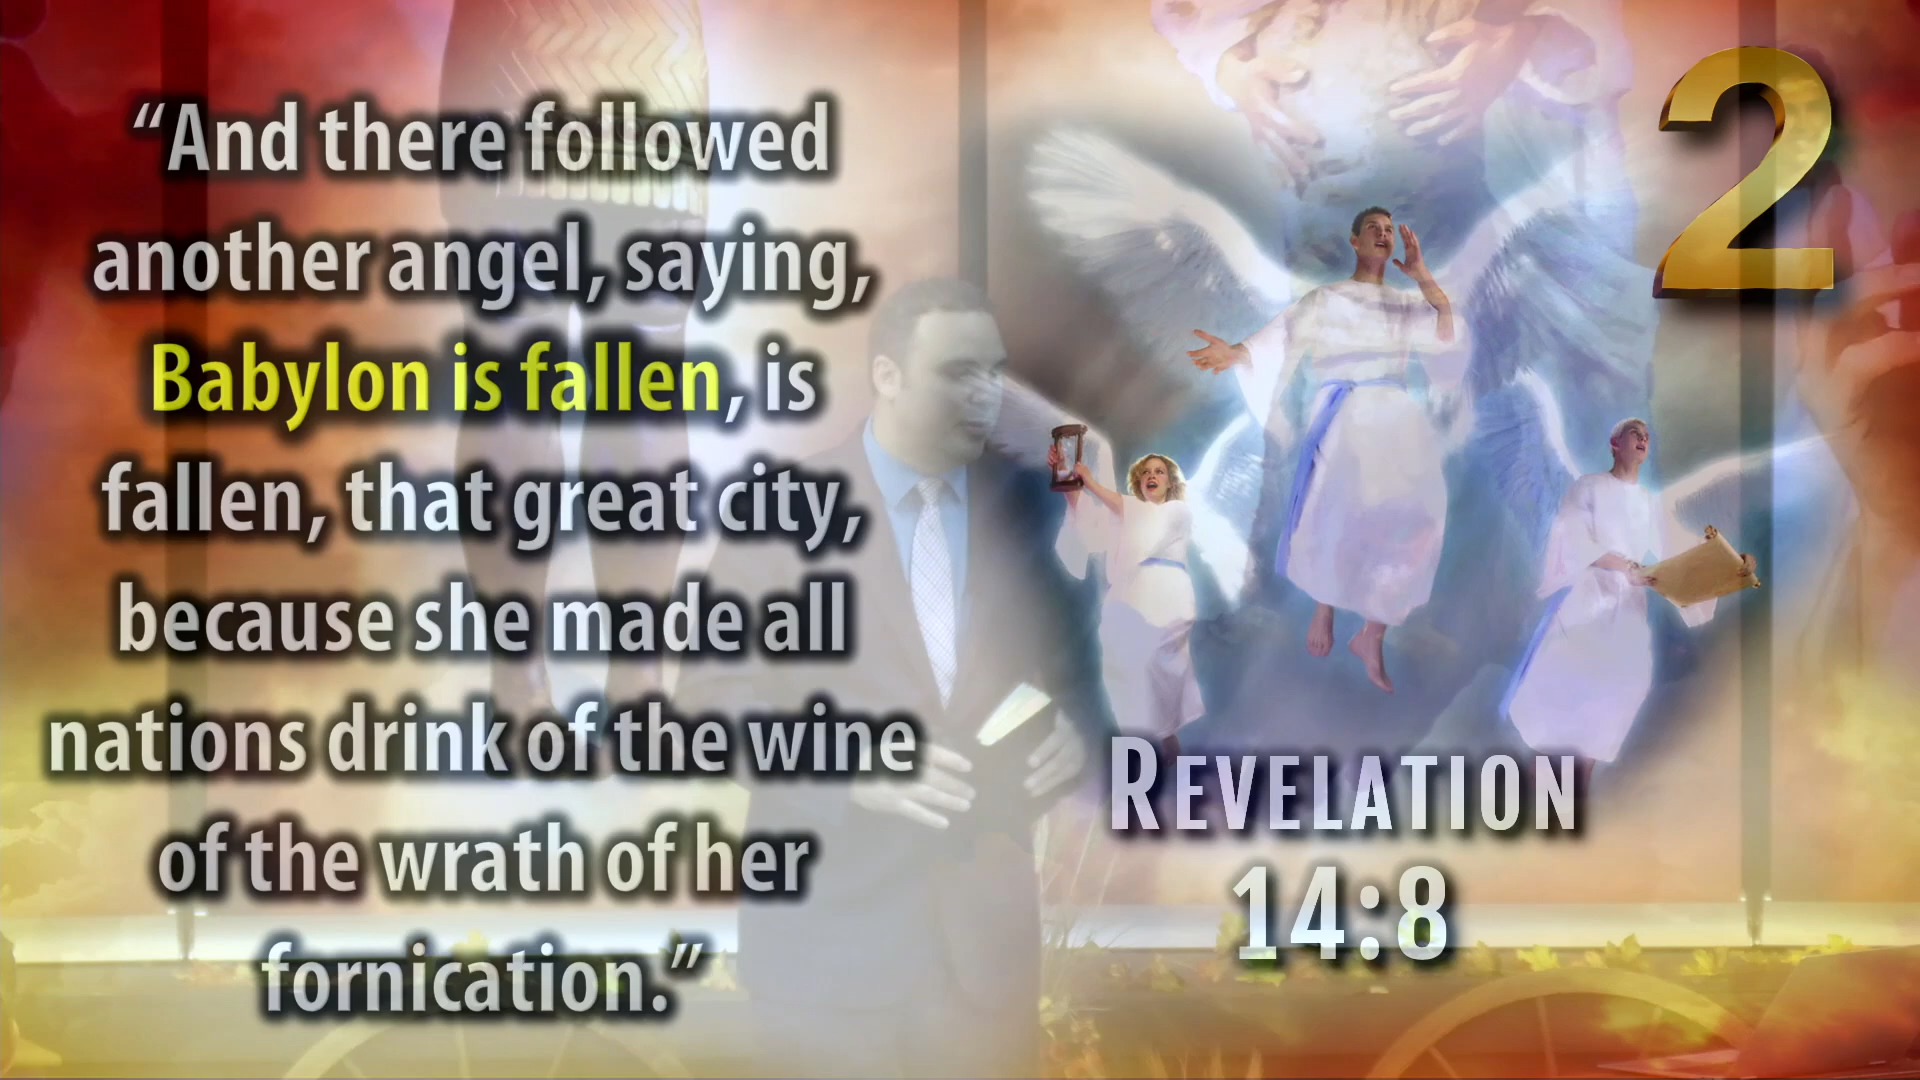 “And there followed
another angel, saying,
Babylon is fallen, is
fallen, that great city,
because she made all
nations drink of the wine
of the wrath of her
fornication.”
2
REVELATION
14:8